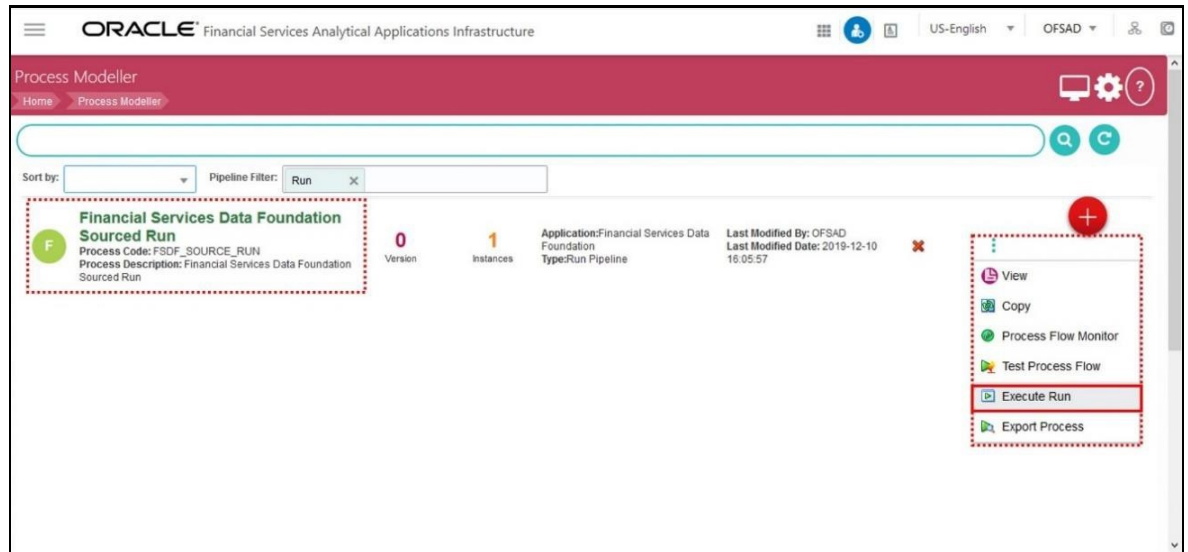 ORACLE® Financial Services Analytical Applications Infrastructure
US-English
OFSAD
Process Modeller
?
Home
Process Modeller
Sort by:
Pipeline Filter:
Run
F
Financial Services Data Foundation
Sourced Run
Process Code: FSDF_SOURCE_RUN
Process Description: Financial Services Data Foundation
Sourced Run
0
Version
1
Instances
Application:Financial Services Data
Foundation
Type:Run Pipeline
Last Modified By: OFSAD
Last Modified Date: 2019-12-10
16:05:57
View
Copy
Process Flow Monitor
Test Process Flow
Execute Run
Export Process